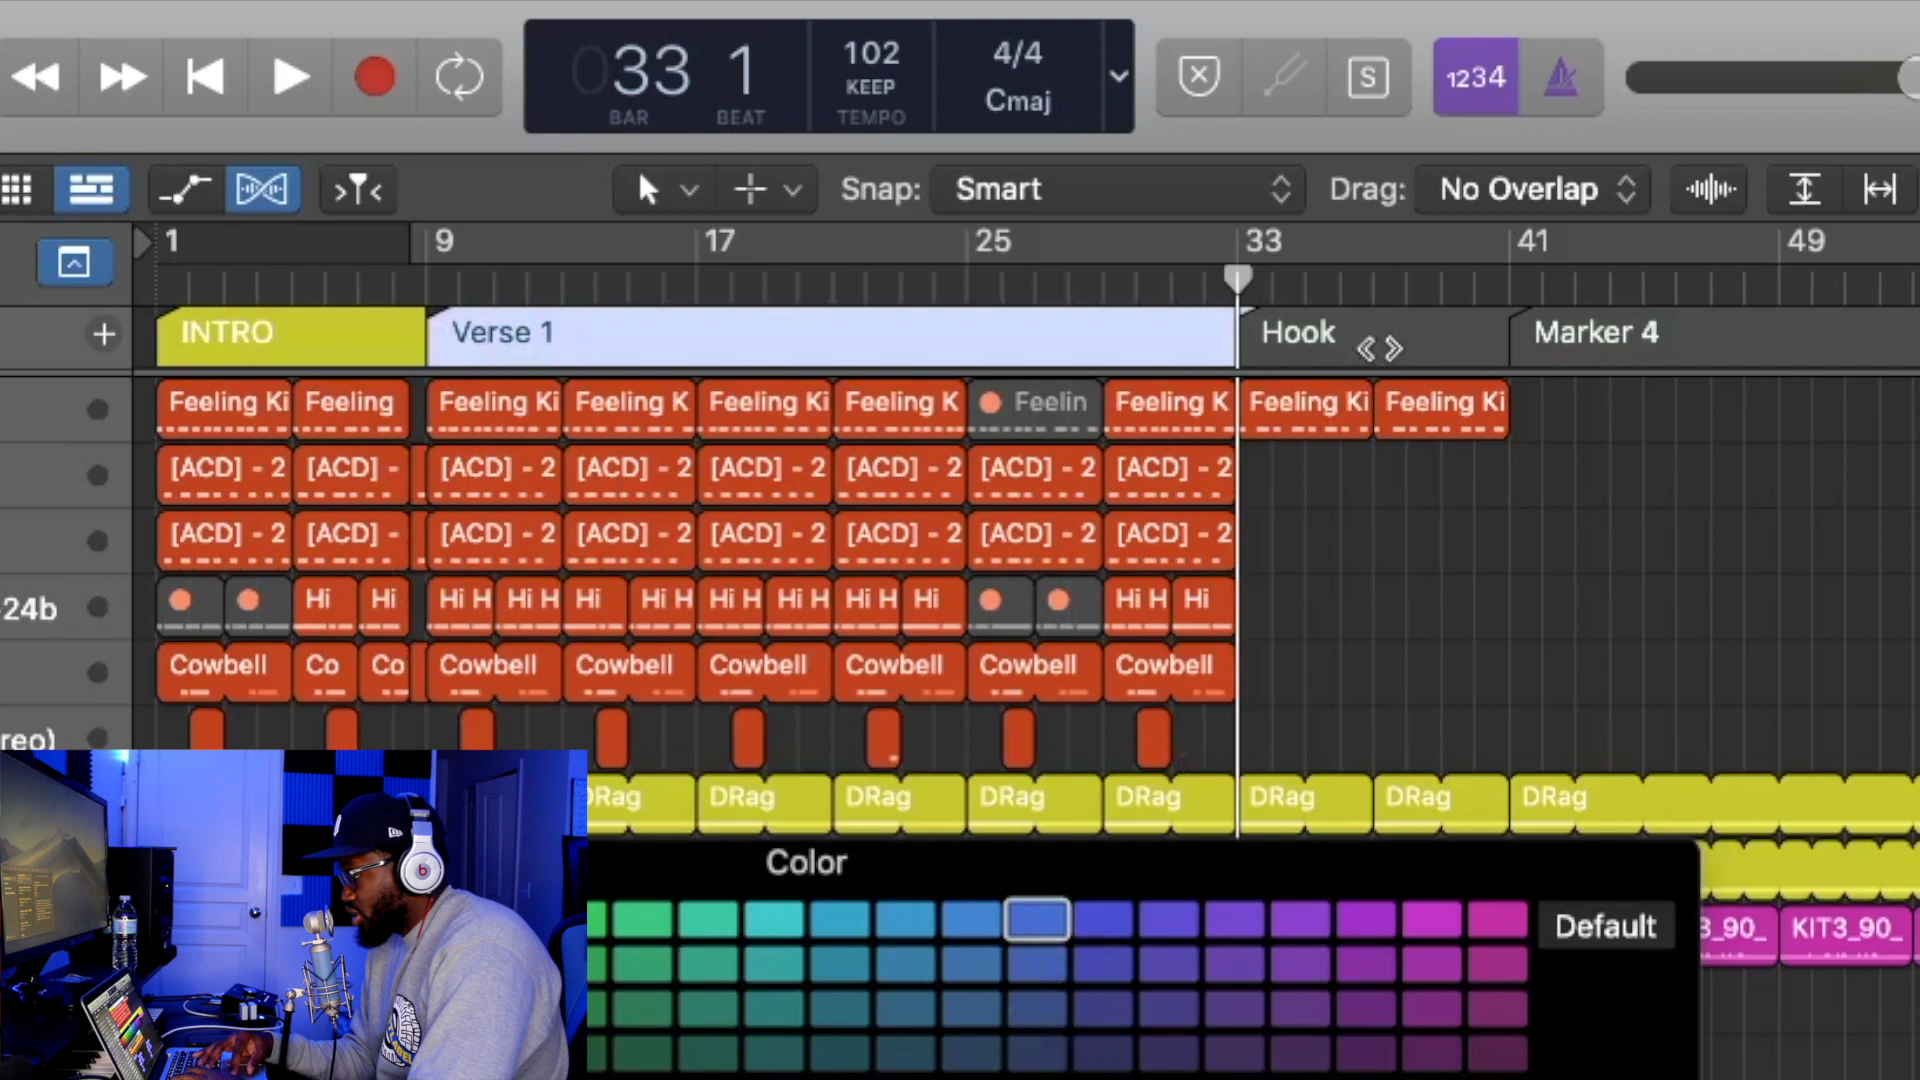 033 1
BAR BEAT
102
KEEP
TEMPO
4/4
Cmaj
S
1234
Snap: Smart
Drag: No Overlap
1 9 17 25 33 41 49
INTRO Verse 1 Hook Marker 4
Feeling Ki Feeling Feeling Ki Feeling K Feeling Ki Feeling K Feelin Feeling K Feeling Ki Feeling Ki
[ACD] - 2 [ACD] - [ACD] - 2 [ACD] - 2 [ACD] - 2 [ACD] - 2 [ACD] - 2 [ACD] - 2
[ACD] - 2 [ACD] - [ACD] - 2 [ACD] - 2 [ACD] - 2 [ACD] - 2 [ACD] - 2 [ACD] - 2
-24b Hi Hi Hi H Hi H Hi Hi H Hi H Hi H Hi H Hi Hi H Hi
Cowbell Co Co Cowbell Cowbell Cowbell Cowbell Cowbell Cowbell
reo)
DRag DRag DRag DRag DRag DRag DRag DRag
Color
Default
3_90_ KIT3_90_